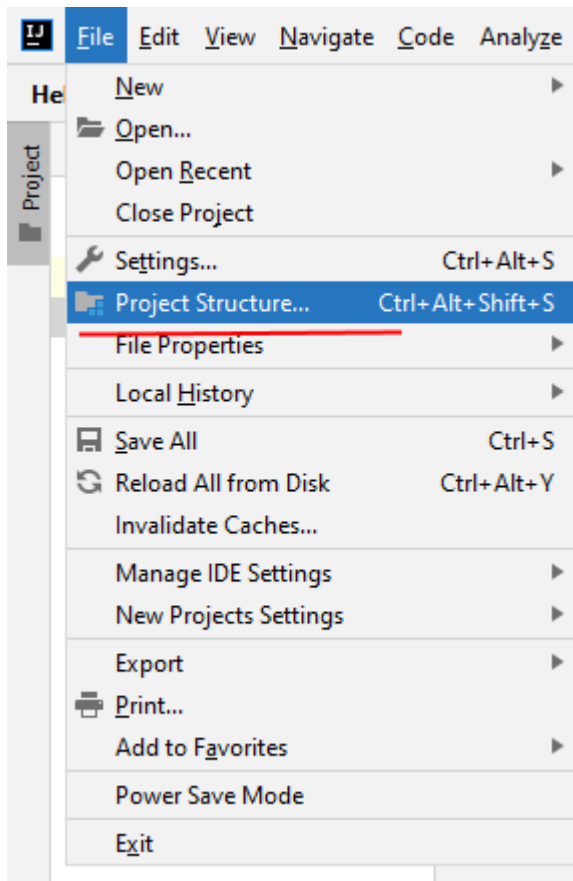 IJ File Edit View Navigate Code Analyze
He
Project
New
Open...
Open Recent
Close Project
Settings... Ctrl+Alt+S
Project Structure... Ctrl+Alt+Shift+S
File Properties
Local History
Save All Ctrl+S
Reload All from Disk Ctrl+Alt+Y
Invalidate Caches...
Manage IDE Settings
New Projects Settings
Export
Print...
Add to Favorites
Power Save Mode
Exit